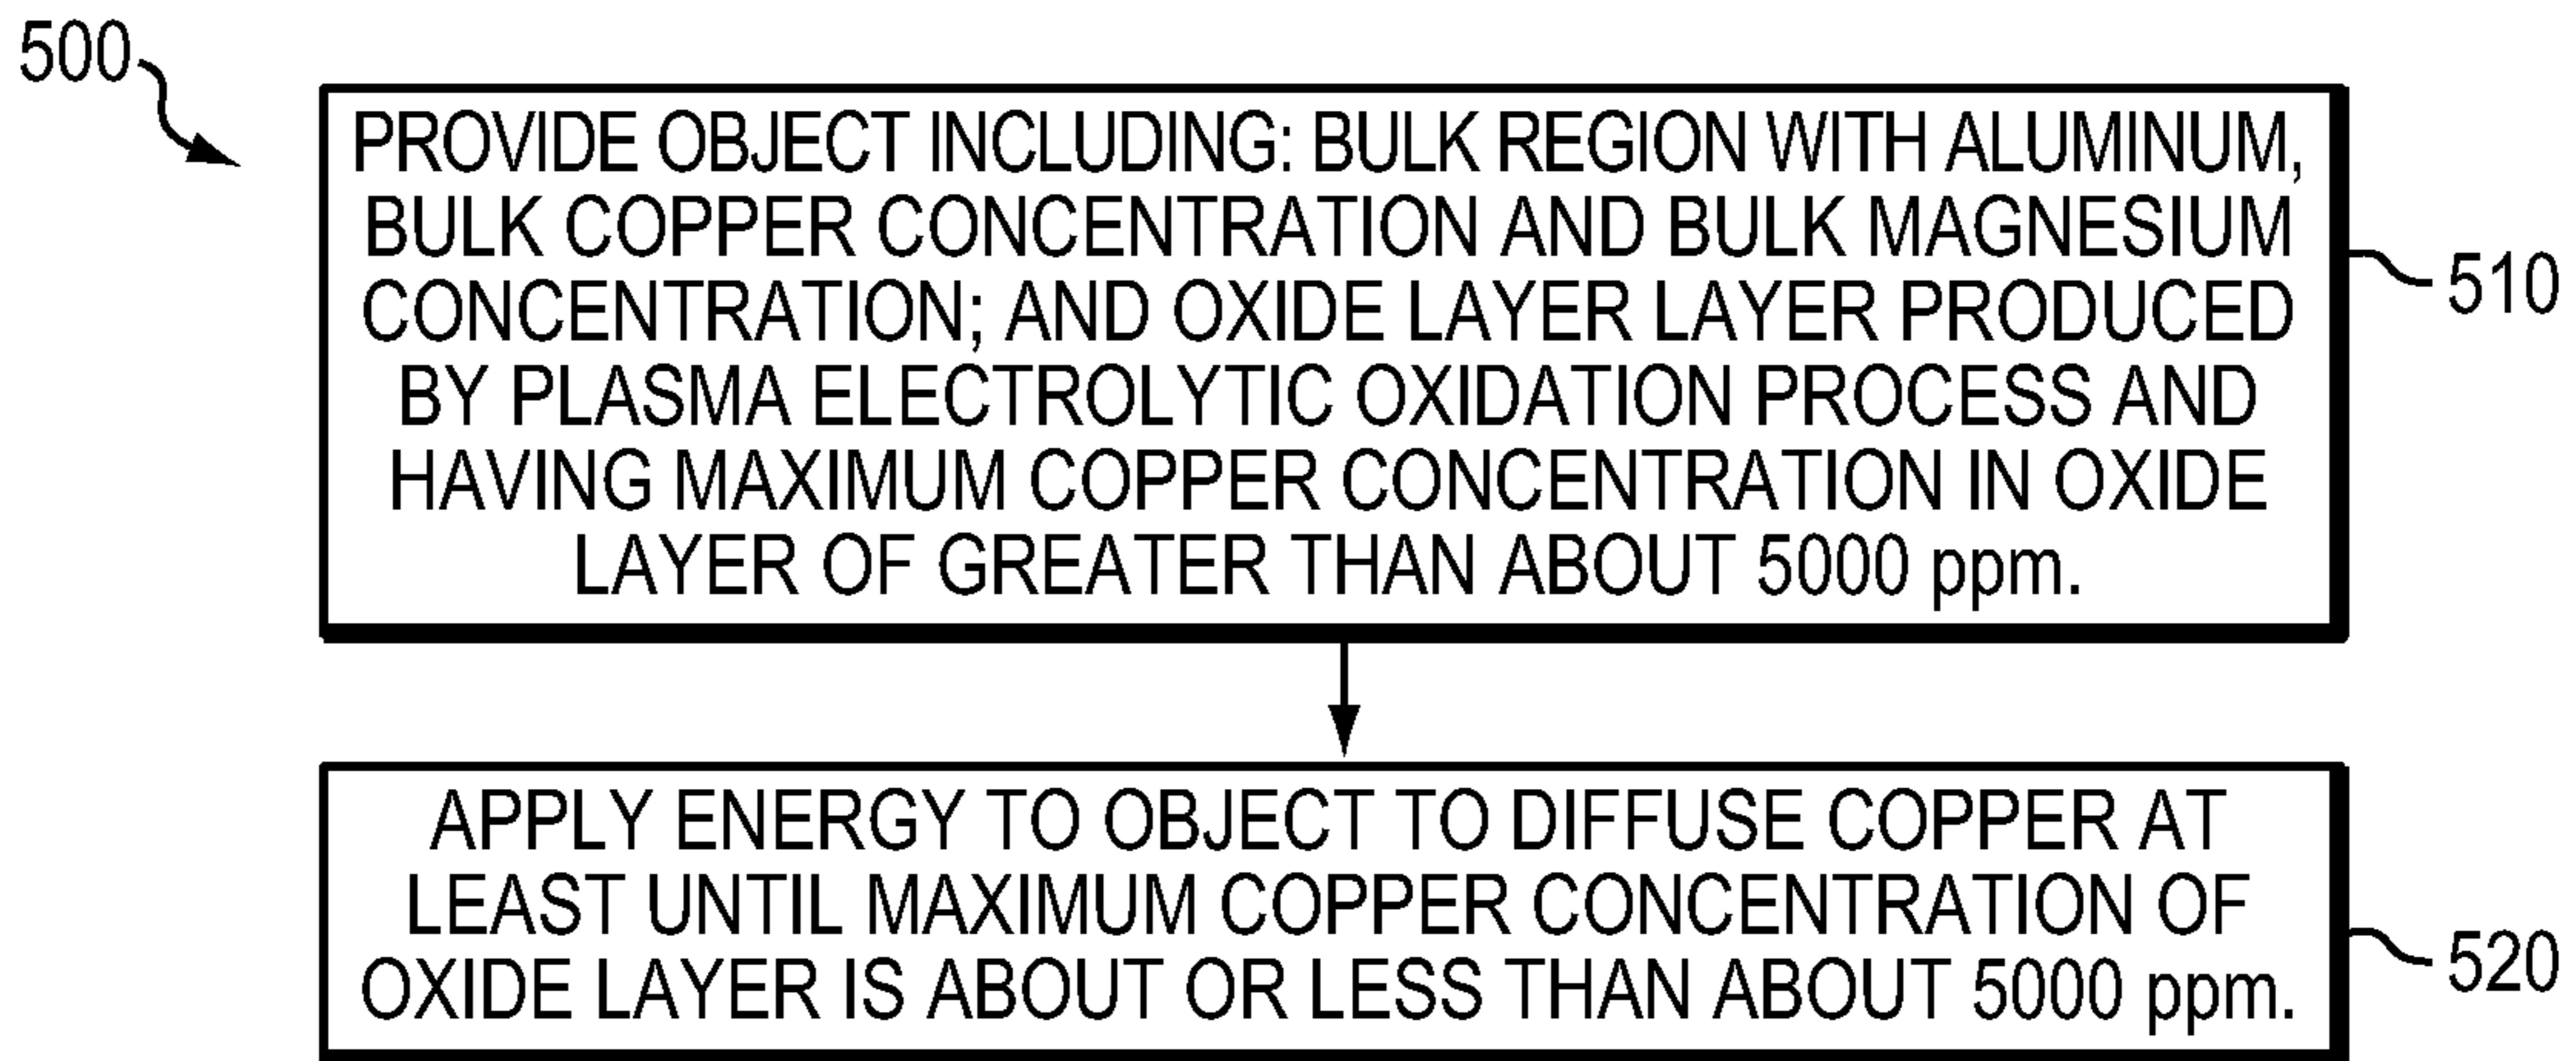 500
PROVIDE OBJECT INCLUDING: BULK REGION WITH ALUMINUM,
BULK COPPER CONCENTRATION AND BULK MAGNESIUM
CONCENTRATION; AND OXIDE LAYER LAYER PRODUCED
BY PLASMA ELECTROLYTIC OXIDATION PROCESS AND
HAVING MAXIMUM COPPER CONCENTRATION IN OXIDE
LAYER OF GREATER THAN ABOUT 5000 ppm.
510
APPLY ENERGY TO OBJECT TO DIFFUSE COPPER AT
LEAST UNTIL MAXIMUM COPPER CONCENTRATION OF
OXIDE LAYER IS ABOUT OR LESS THAN ABOUT 5000 ppm.
520